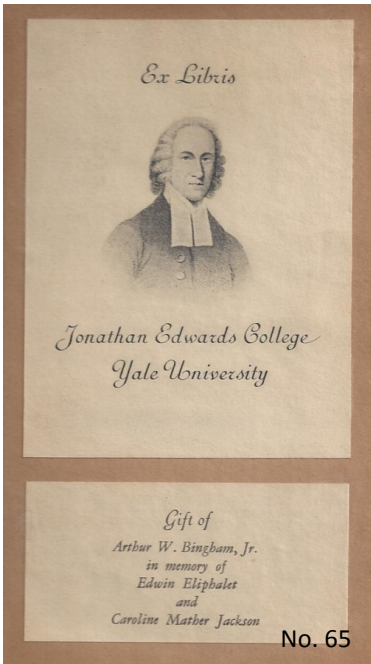 Ex Libris
Jonathan Edwards College
Yale University
Gift of
Arthur W. Bingham, Jr.
in memory of
Edwin Eliphalet
and
Caroline Mather Jackson
No. 65